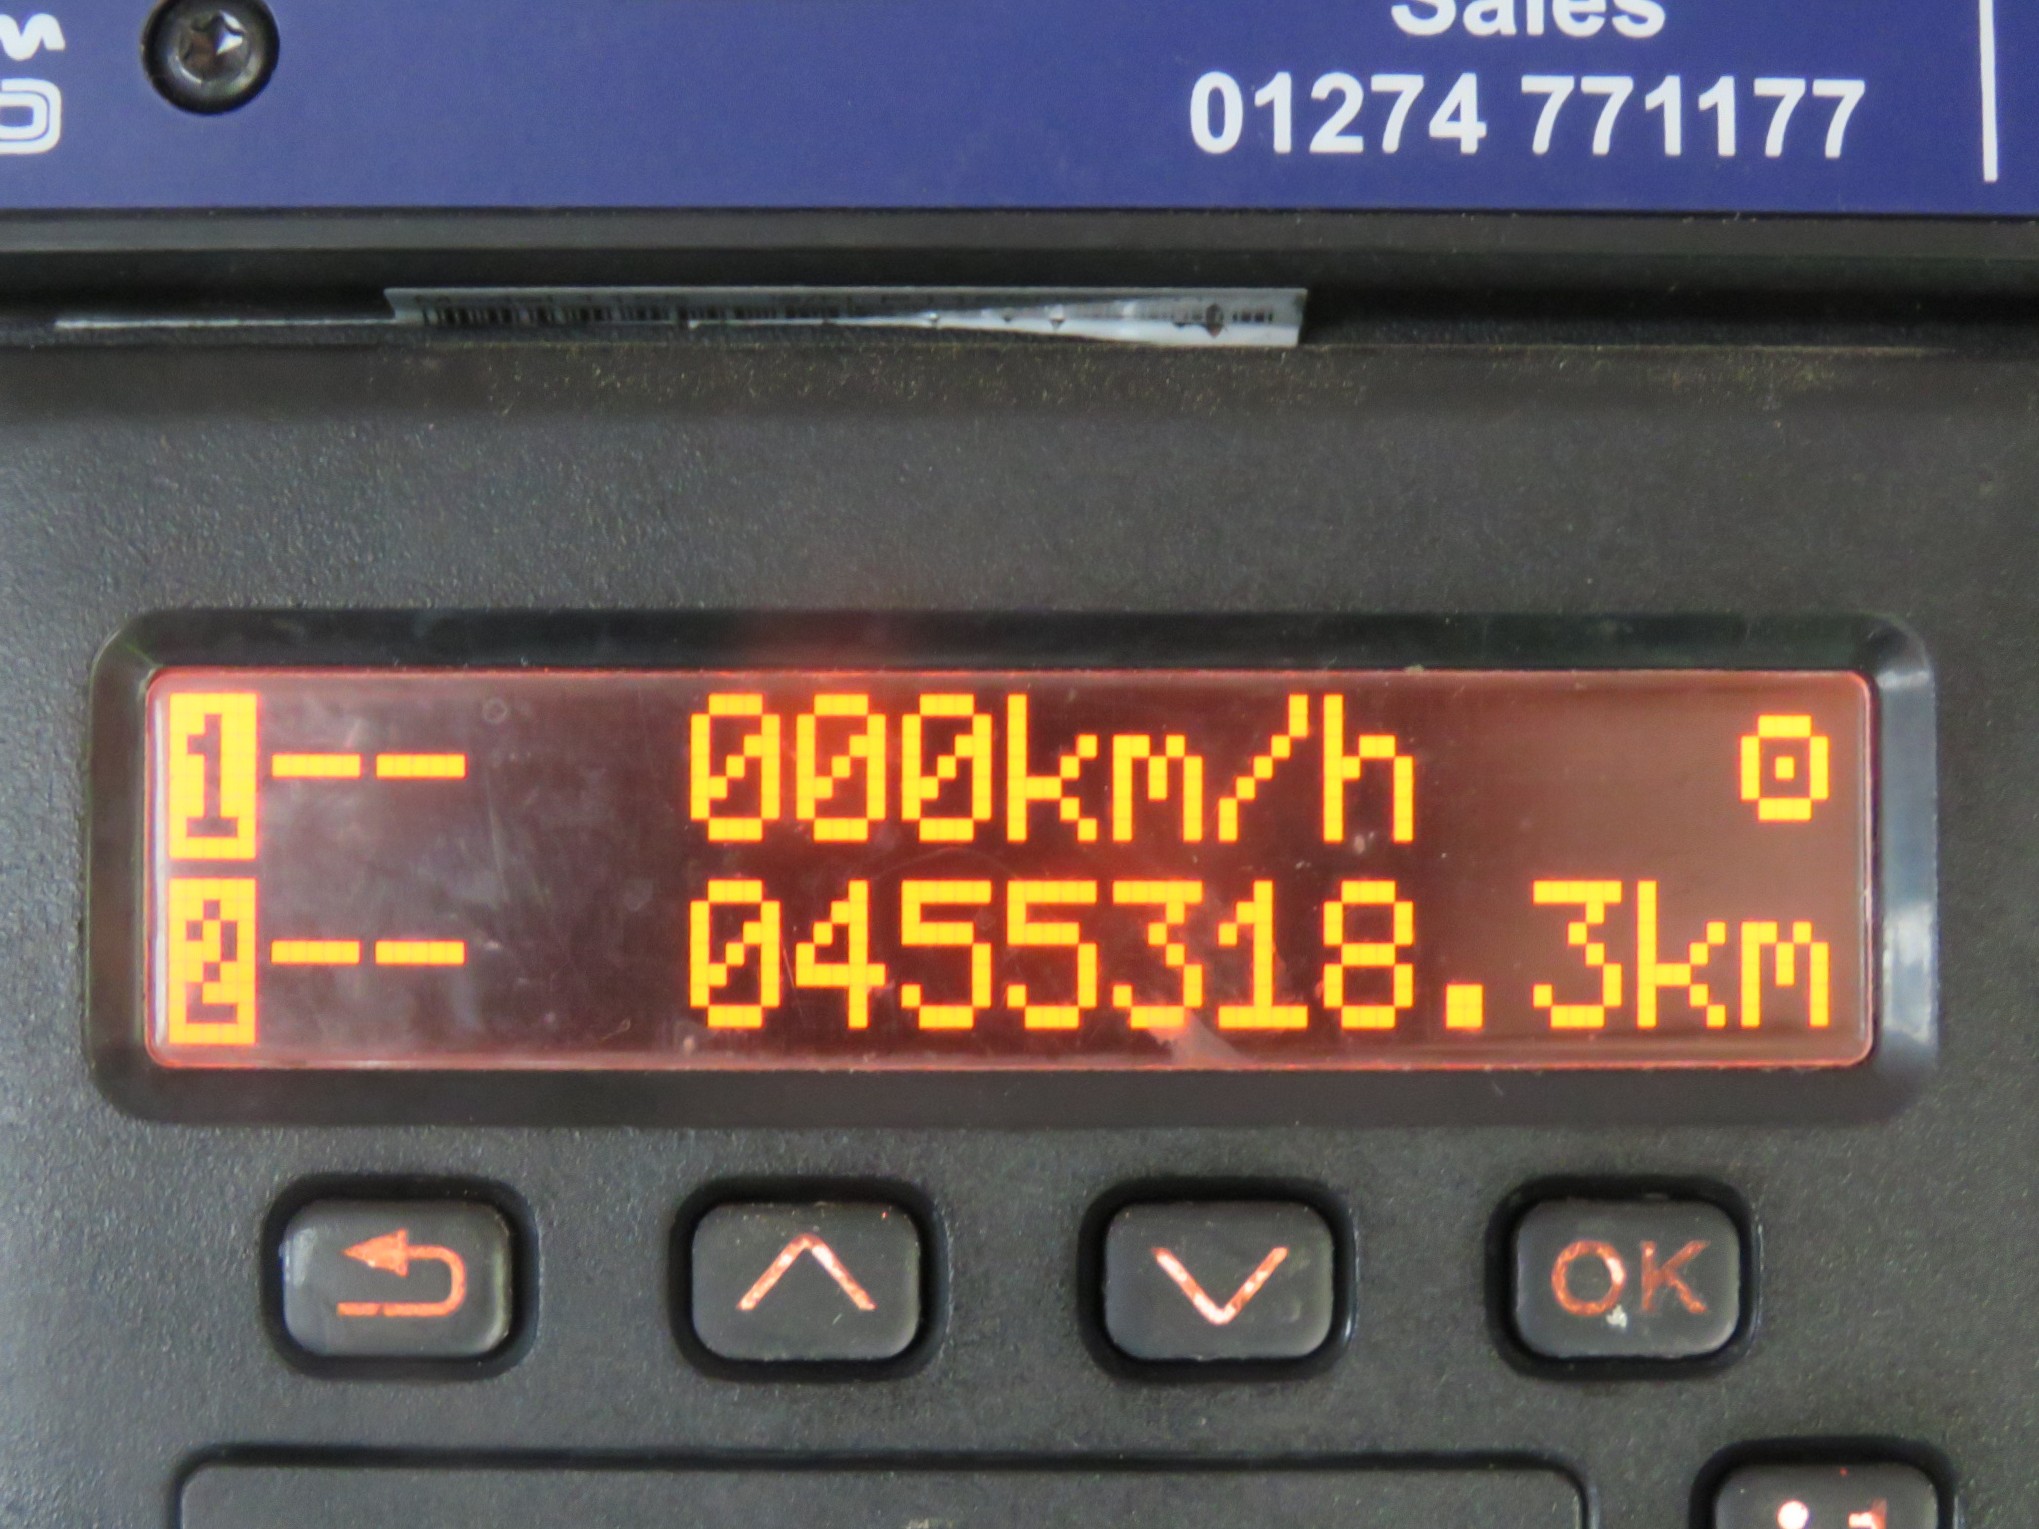 Sales
01274 771177
1-- 000km/h
2-- 0455318.3km
OK